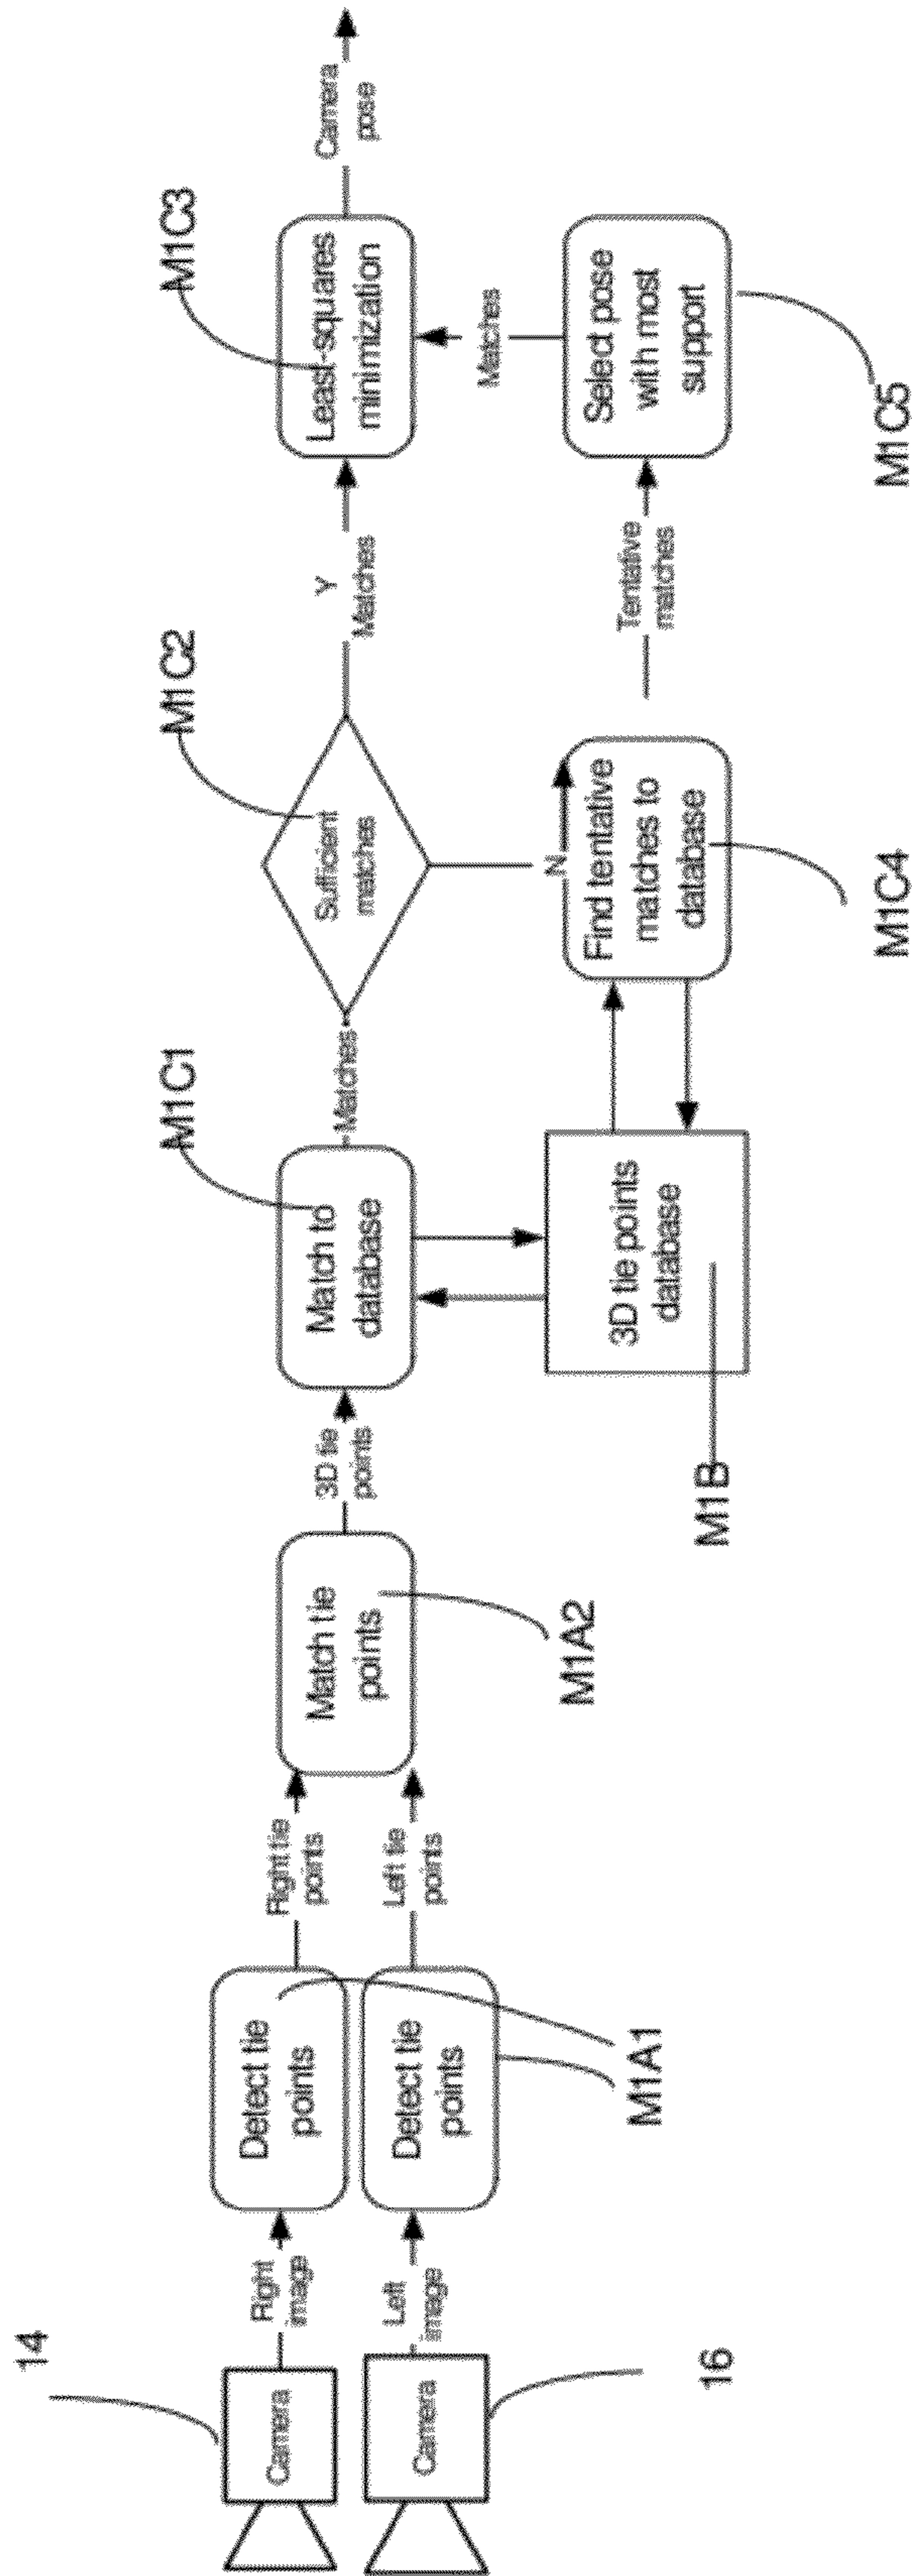 14
Camera
Right
image
Detect tie
points
Right tie
points
16
Camera
Left
image
Detect tie
points
Left tie
points
M1A1
Match tie
points
M1A2
3D tie
points
M1C1
Match to
database
Matches
3D tie points
database
M1B
M1C2
Sufficient
matches
Y
Matches
N
Find tentative
matches to
database
M1C4
Tentative
matches
Select pose
with most
support
M1C5
Matches
M1C3
Least-squares
minimization
Camera
pose